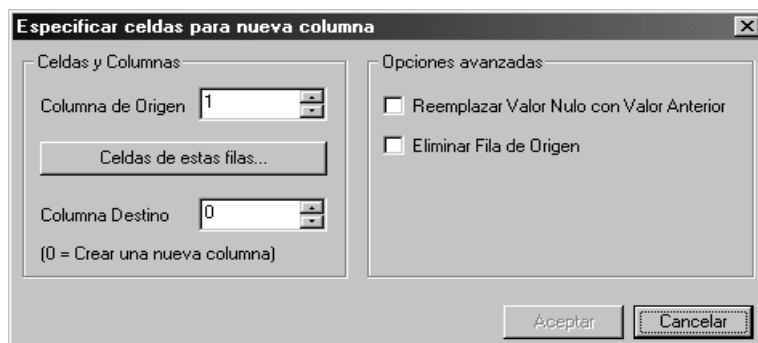 Especificar celdas para nueva columna
Celdas y Columnas
Columna de Origen 1
Celdas de estas filas...
Columna Destino 0
(0 = Crear una nueva columna)
Opciones avanzadas
Reemplazar Valor Nulo con Valor Anterior
Eliminar Fila de Origen
Aceptar
Cancelar